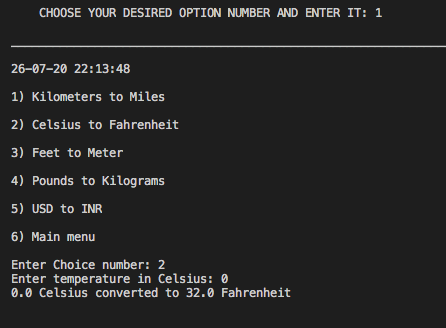 CHOOSE YOUR DESIRED OPTION NUMBER AND ENTER IT: 1
26-07-20 22:13:48
1) Kilometers to Miles
2) Celsius to Fahrenheit
3) Feet to Meter
4) Pounds to Kilograms
5) USD to INR
6) Main menu
Enter Choice number: 2
Enter temperature in Celsius: 0
0.0 Celsius converted to 32.0 Fahrenheit